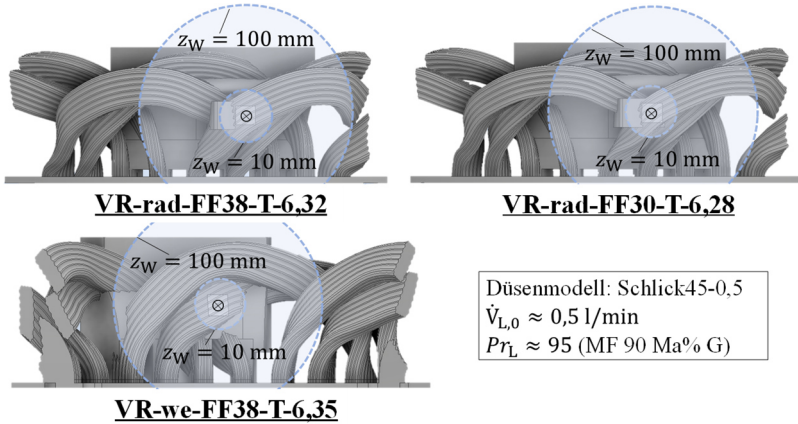 z_W = 100 mm
z_W = 10 mm
VR-rad-FF38-T-6,32
z_W = 100 mm
z_W = 10 mm
VR-rad-FF30-T-6,28
z_W = 100 mm
z_W = 10 mm
VR-we-FF38-T-6,35
Düsenmodell: Schlick45-0,5
V̇_L,0 ≈ 0,5 l/min
Pr_L ≈ 95 (MF 90 Ma% G)